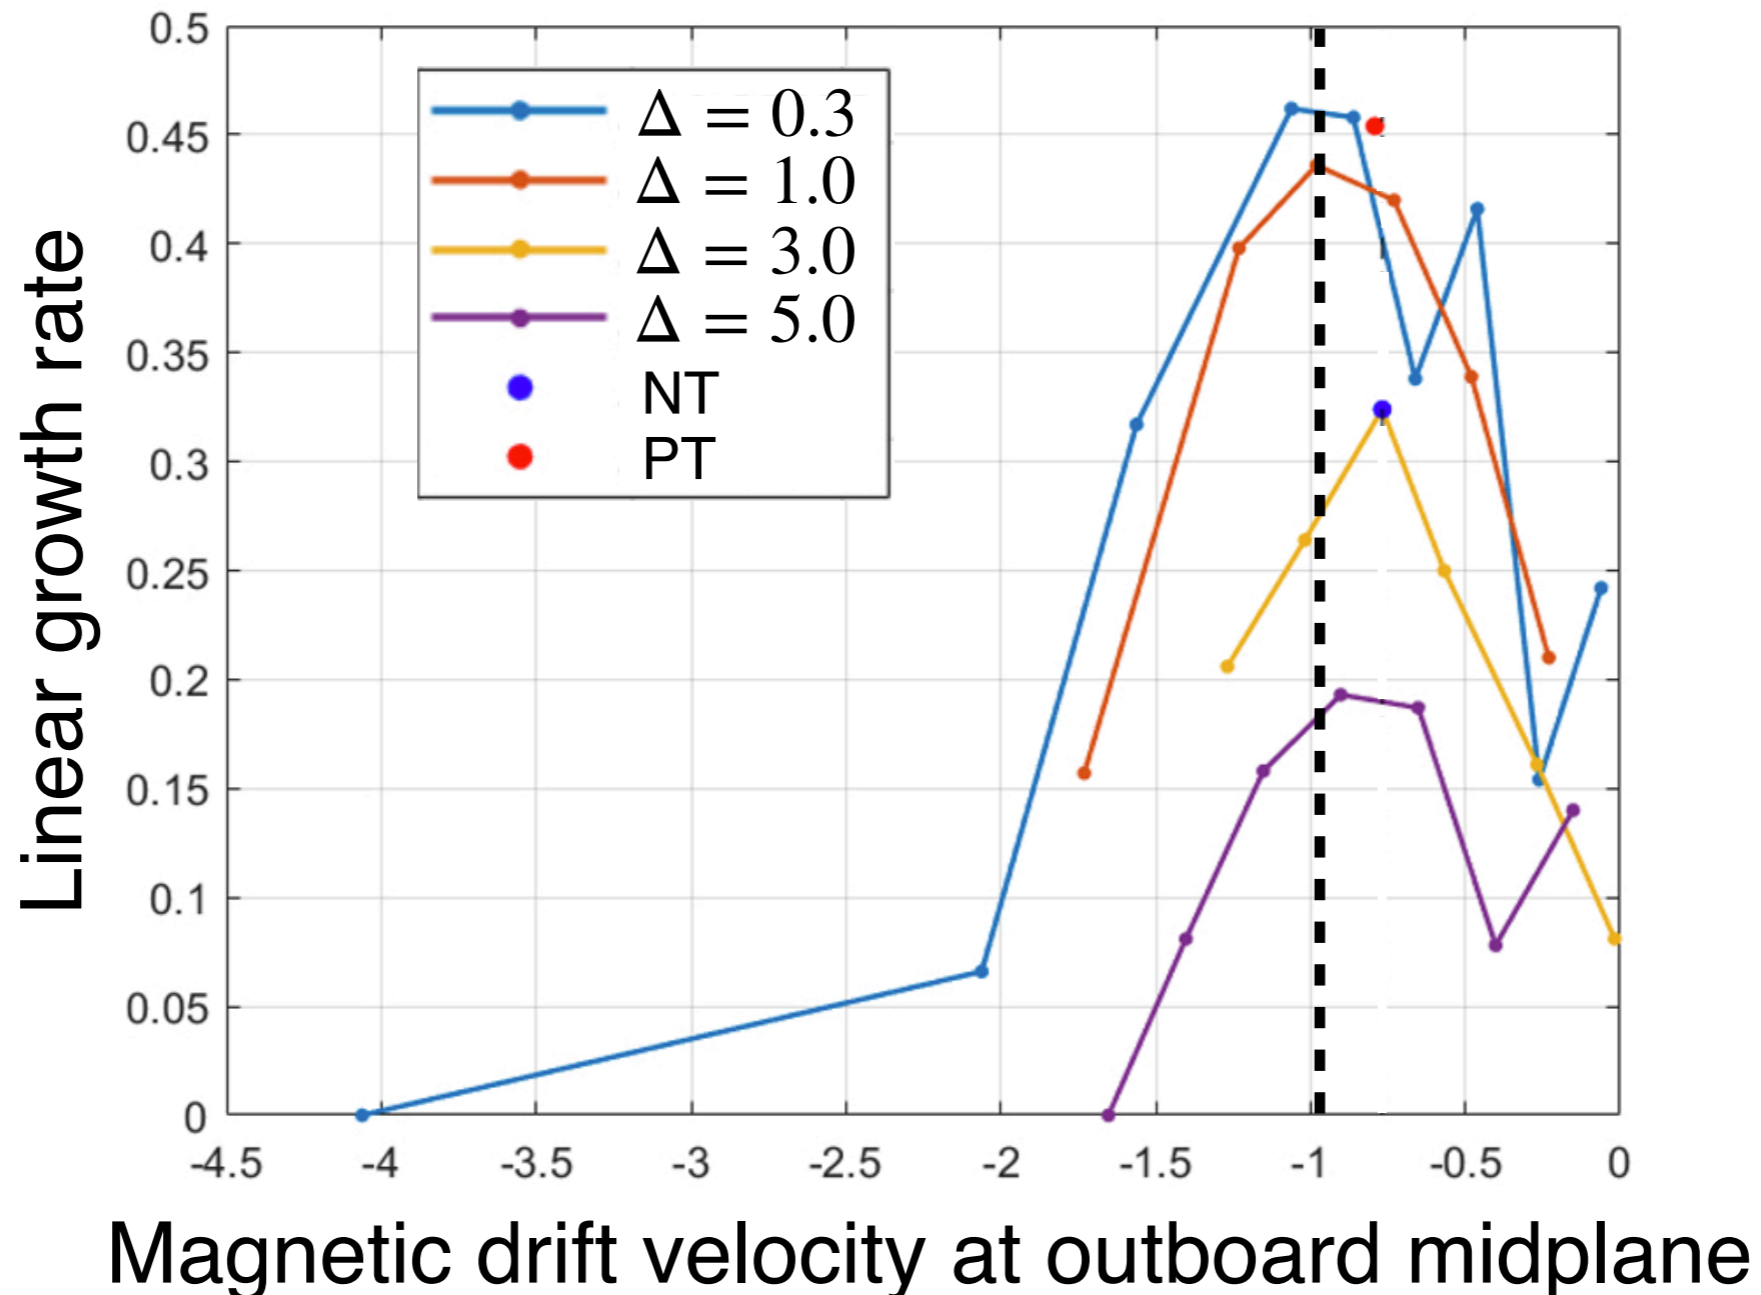 Linear growth rate
0.5
0.45
0.4
0.35
0.3
0.25
0.2
0.15
0.1
0.05
0
Δ = 0.3
Δ = 1.0
Δ = 3.0
Δ = 5.0
NT
PT
-4.5 -4 -3.5 -3 -2.5 -2 -1.5 -1 -0.5 0
Magnetic drift velocity at outboard midplane